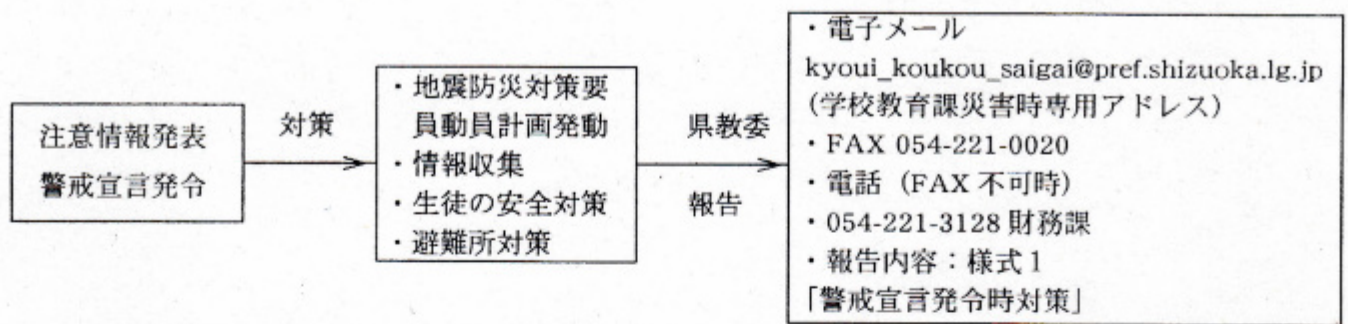 注意情報発表
警戒宣言発令
対策
・地震防災対策要
員動員計画発動
・情報収集
・生徒の安全対策
・避難所対策
県教委
報告
・電子メール
kyoui_koukou_saigai@pref.shizuoka.lg.jp
(学校教育課災害時専用アドレス)
・FAX 054-221-0020
・電話（FAX 不可時）
・054-221-3128 財務課
・報告内容：様式1
「警戒宣言発令時対策」